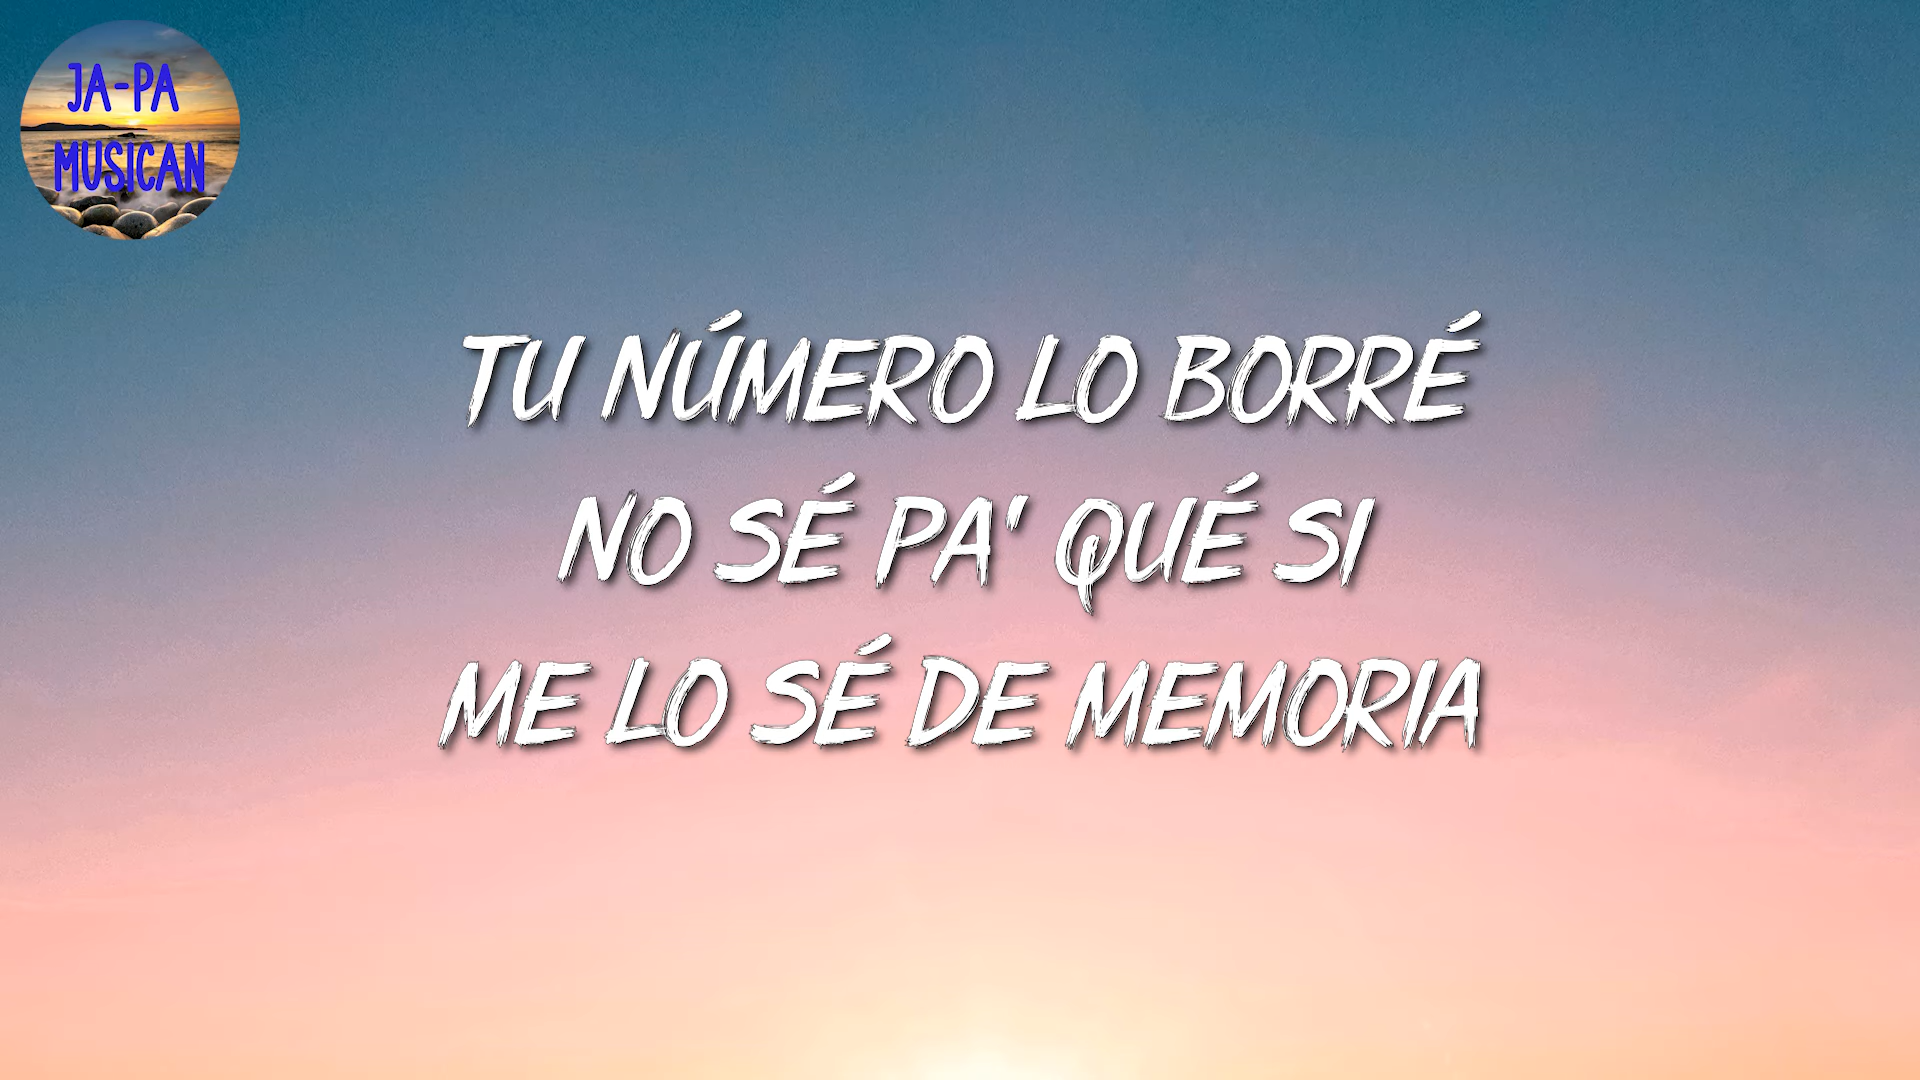 JA-PA
MUSICAN
TU NÚMERO LO BORRÉ
NO SÉ PA' QUÉ SI
ME LO SÉ DE MEMORIA